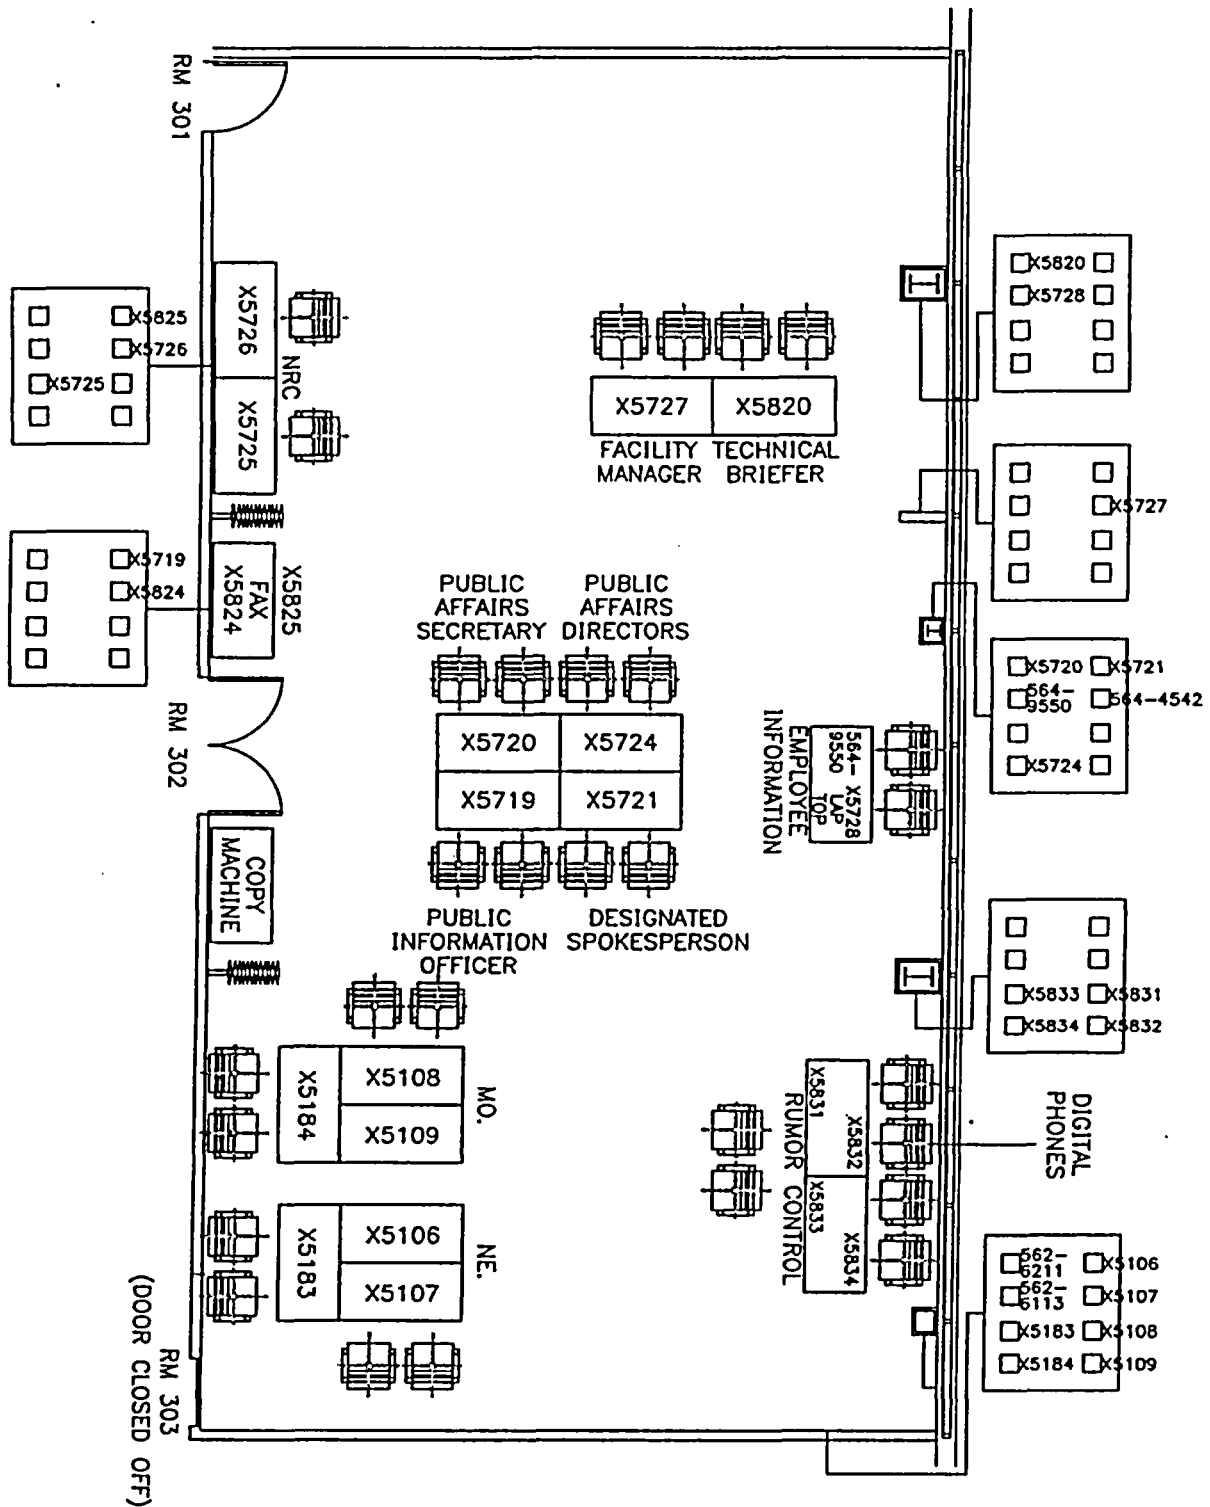 RM 301
X5825
X5726
X5725
X5726
X5725
NRC
X5719
X5824
FAX
X5824
X5825
RM 302
COPY
MACHINE
X5727
X5820
FACILITY
MANAGER
TECHNICAL
BRIEFER
PUBLIC
AFFAIRS
SECRETARY
PUBLIC
AFFAIRS
DIRECTORS
X5720
X5724
X5719
X5721
PUBLIC
INFORMATION
OFFICER
DESIGNATED
SPOKESPERSON
564- X5728
9550 LAP
TOP
EMPLOYEE
INFORMATION
X5820
X5728
X5727
X5720
X5721
564-
9550
564-4542
X5724
X5833
X5831
X5834
X5832
DIGITAL
PHONES
X5831
X5832
X5833
X5834
RUMOR CONTROL
X5108
X5109
X5184
MO.
X5106
X5107
X5183
NE.
562-
6211
X5106
562-
6113
X5107
X5183
X5108
X5184
X5109
RM 303
(DOOR CLOSED OFF)